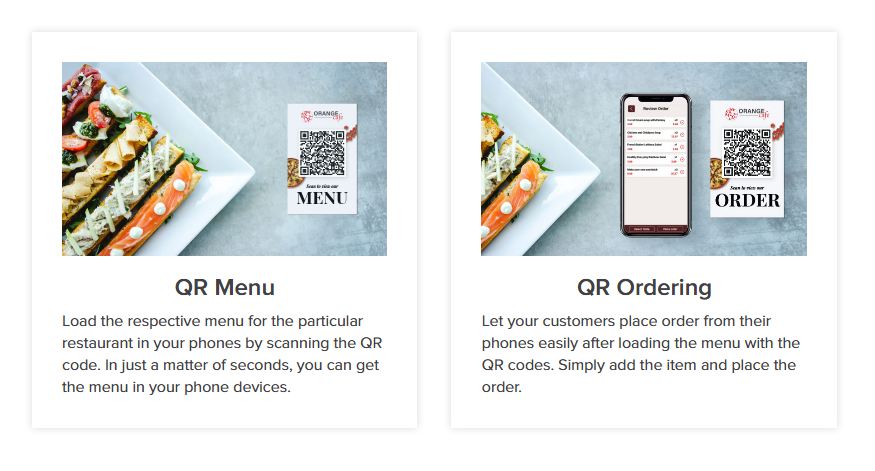 ORANGE
Cafe
Scan to view our
MENU
QR Menu
Load the respective menu for the particular
restaurant in your phones by scanning the QR
code. In just a matter of seconds, you can get
the menu in your phone devices.
Review Order
ORANGE
Cafe
Scan to view our
ORDER
QR Ordering
Let your customers place order from their
phones easily after loading the menu with the
QR codes. Simply add the item and place the
order.